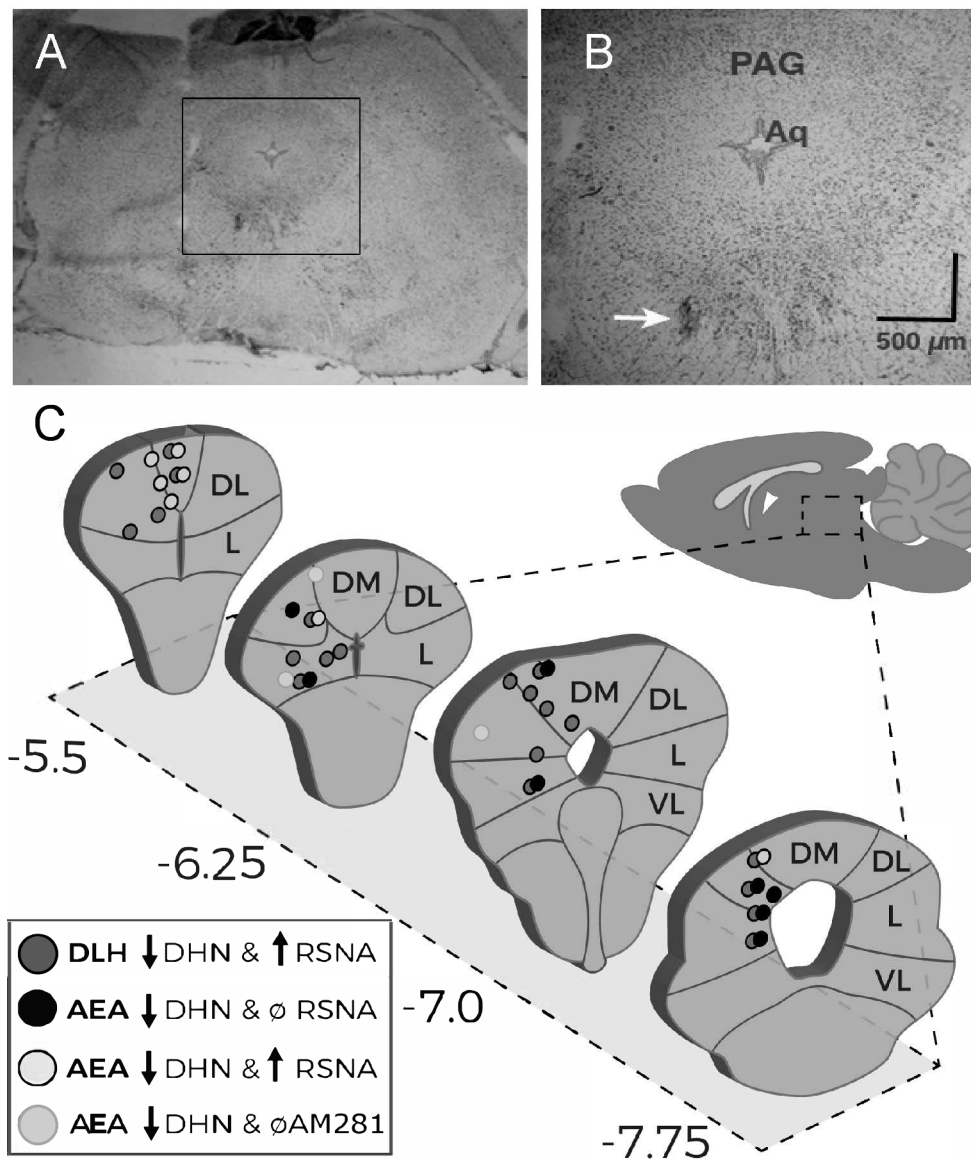 A
B
PAG
Aq
500 µm
C
DL
L
DM
DL
L
DM
DL
L
VL
DM
DL
L
VL
-5.5
-6.25
-7.0
-7.75
DLH ↓DHN & ↑ RSNA
AEA ↓DHN & ø RSNA
AEA ↓DHN & ↑ RSNA
AEA ↓DHN & øAM281